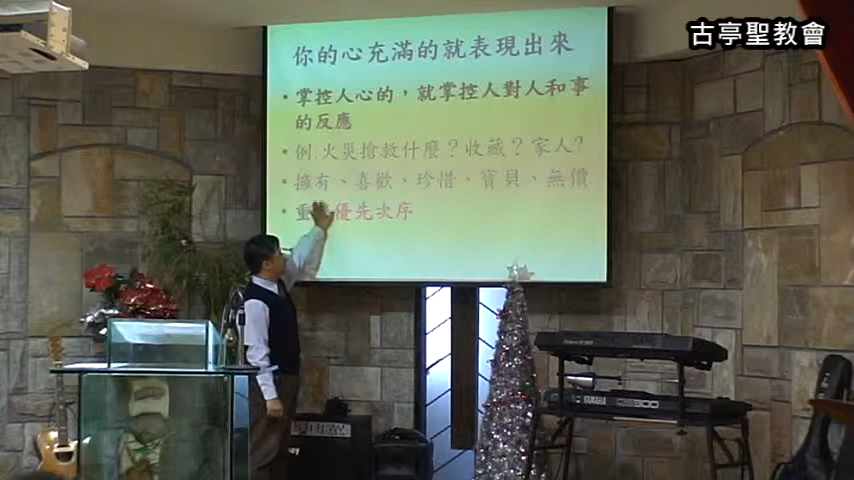 古亭聖教會
你的心充滿的就表現出來
• 掌控人心的，就掌控人對人和事
的反應
• 例:火災搶救什麼？收藏？家人?
• 擁有、喜歡、珍惜、寶貝、無價
• 重 優先次序
YAMAHA